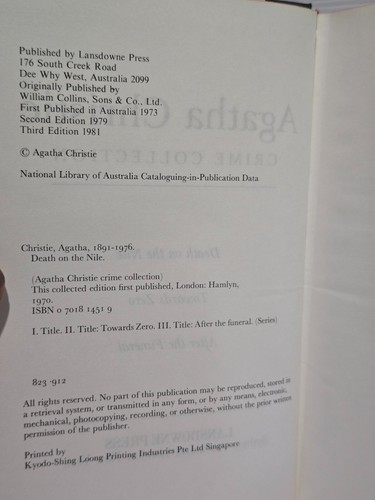 Published by Lansdowne Press
176 South Creek Road
Dee Why West, Australia 2099
Originally Published by
William Collins, Sons & Co., Ltd.
First Published in Australia 1973
Second Edition 1979
Third Edition 1981
© Agatha Christie
National Library of Australia Cataloguing-in-Publication Data
Christie, Agatha, 1891-1976.
Death on the Nile.
(Agatha Christie crime collection)
This collected edition first published, London: Hamlyn,
1970.
ISBN 0 7018 1451 9
I. Title. II. Title: Towards Zero. III. Title: After the funeral. (Series)
823 .912
All rights reserved. No part of this publication may be reproduced, stored in
a retrieval system, or transmitted in any form, or by any means, electronic,
mechanical, photocopying, recording, or otherwise, without the prior written
permission of the publisher.
Printed by
Kyodo-Shing Loong Printing Industries Pte Ltd Singapore